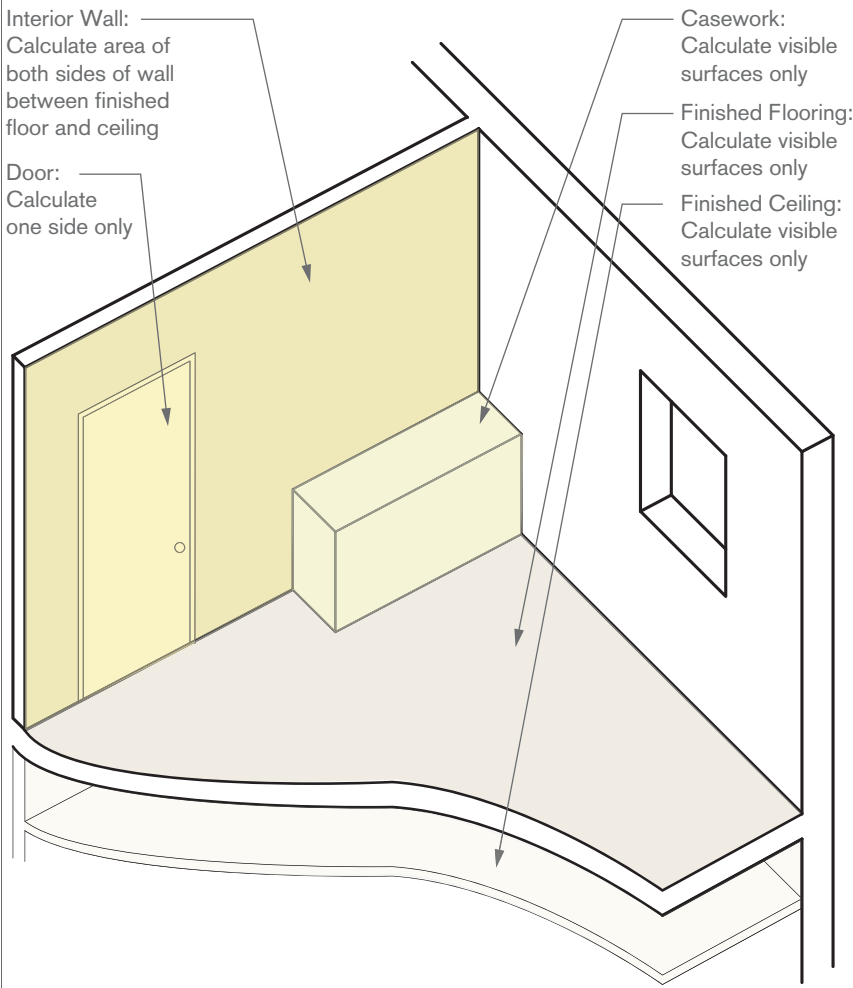 Interior Wall:
Calculate area of
both sides of wall
between finished
floor and ceiling
Door:
Calculate
one side only
Casework:
Calculate visible
surfaces only
Finished Flooring:
Calculate visible
surfaces only
Finished Ceiling:
Calculate visible
surfaces only